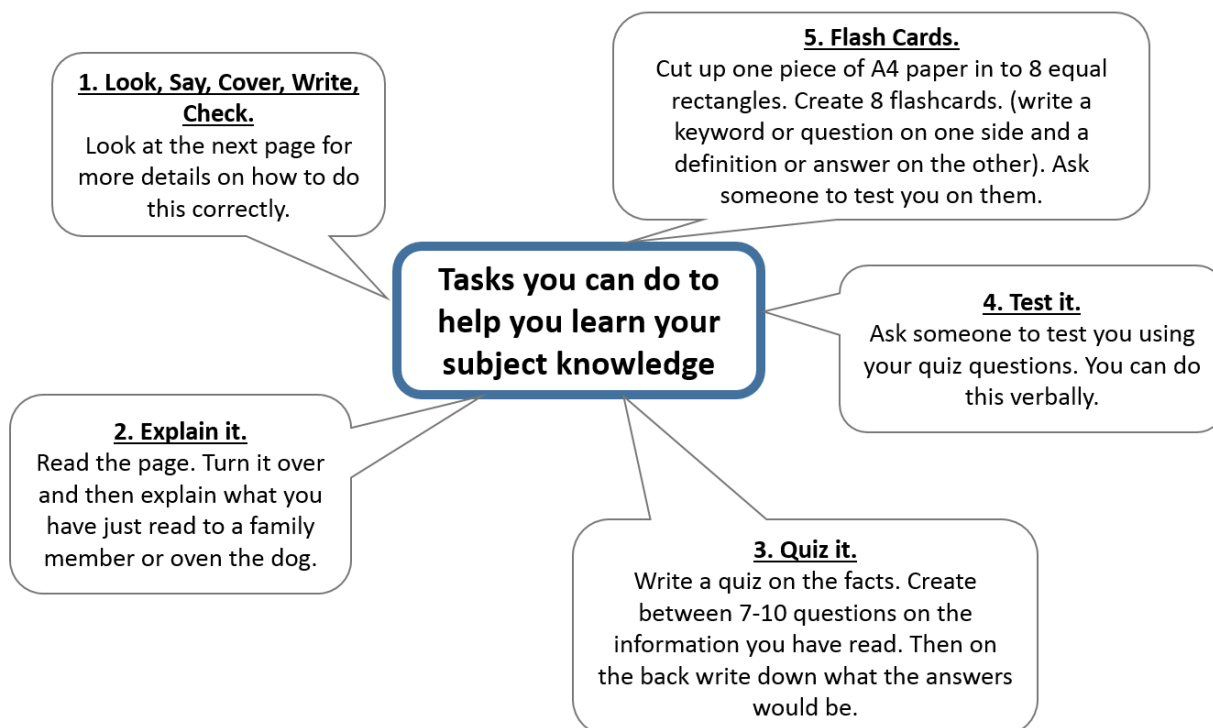 Tasks you can do to
help you learn your
subject knowledge
1. Look, Say, Cover, Write,
Check.
Look at the next page for
more details on how to do
this correctly.
2. Explain it.
Read the page. Turn it over
and then explain what you
have just read to a family
member or oven the dog.
3. Quiz it.
Write a quiz on the facts. Create
between 7-10 questions on the
information you have read. Then on
the back write down what the answers
would be.
4. Test it.
Ask someone to test you using
your quiz questions. You can do
this verbally.
5. Flash Cards.
Cut up one piece of A4 paper in to 8 equal
rectangles. Create 8 flashcards. (write a
keyword or question on one side and a
definition or answer on the other). Ask
someone to test you on them.